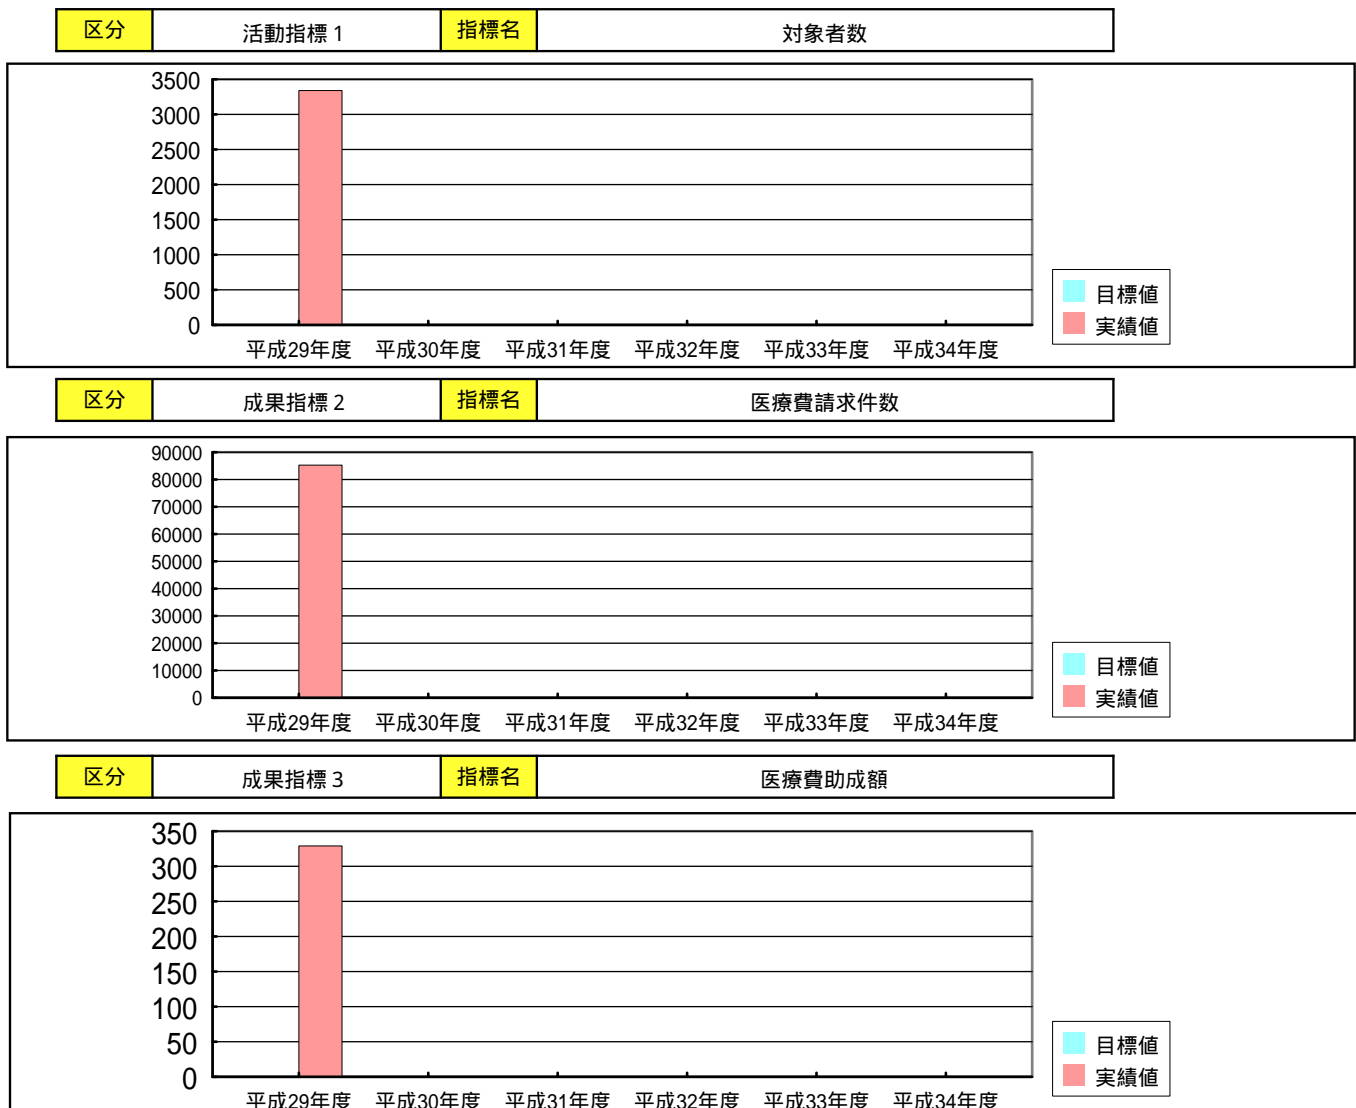 区分 活動指標1 指標名 対象者数
3500
3000
2500
2000
1500
1000
500
0
平成29年度 平成30年度 平成31年度 平成32年度 平成33年度 平成34年度
目標値
実績値
区分 成果指標2 指標名 医療費請求件数
90000
80000
70000
60000
50000
40000
30000
20000
10000
0
平成29年度 平成30年度 平成31年度 平成32年度 平成33年度 平成34年度
目標値
実績値
区分 成果指標3 指標名 医療費助成額
350
300
250
200
150
100
50
0
平成29年度 平成30年度 平成31年度 平成32年度 平成33年度 平成34年度
目標値
実績値